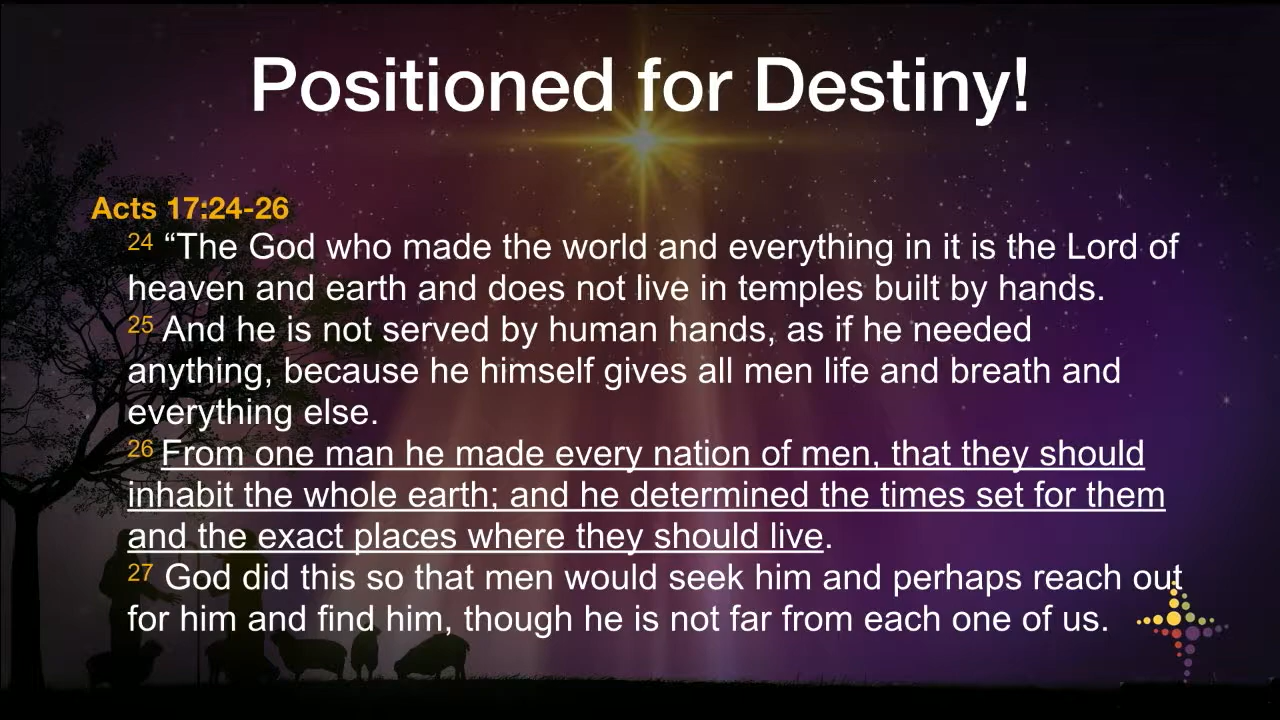 Positioned for Destiny!
Acts 17:24-26
24 “The God who made the world and everything in it is the Lord of
heaven and earth and does not live in temples built by hands.
25 And he is not served by human hands, as if he needed
anything, because he himself gives all men life and breath and
everything else.
26 From one man he made every nation of men, that they should
inhabit the whole earth; and he determined the times set for them
and the exact places where they should live.
27 God did this so that men would seek him and perhaps reach out
for him and find him, though he is not far from each one of us.